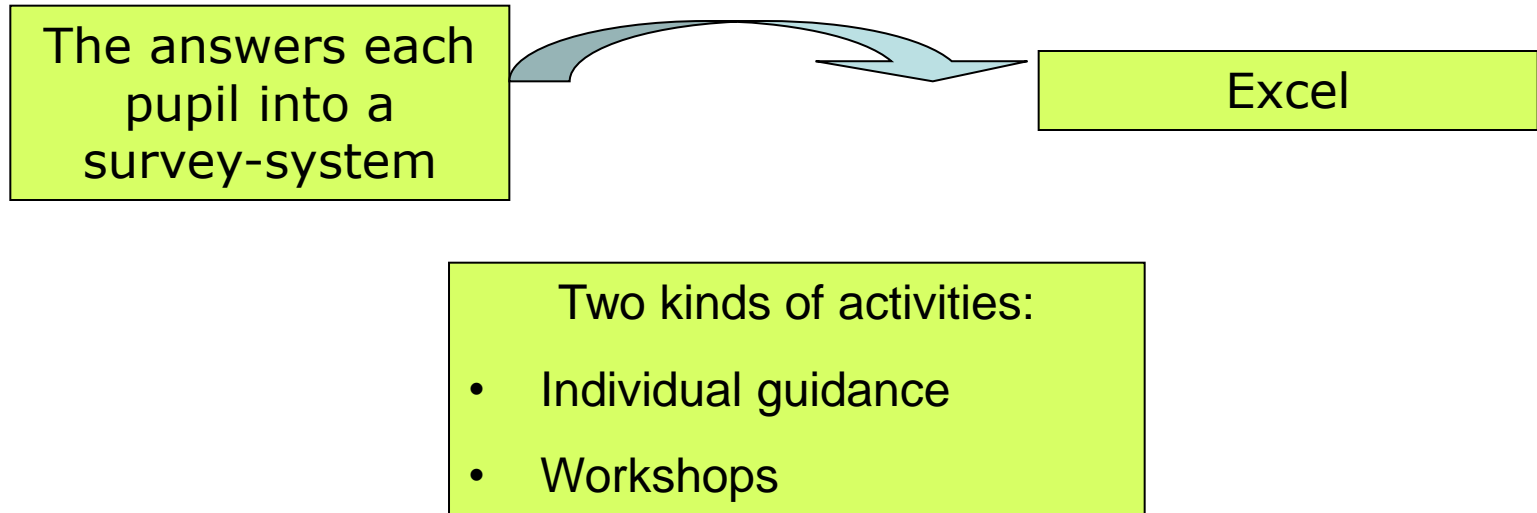 The answers each
pupil into a
survey-system
Excel
Two kinds of activities:
• Individual guidance
• Workshops